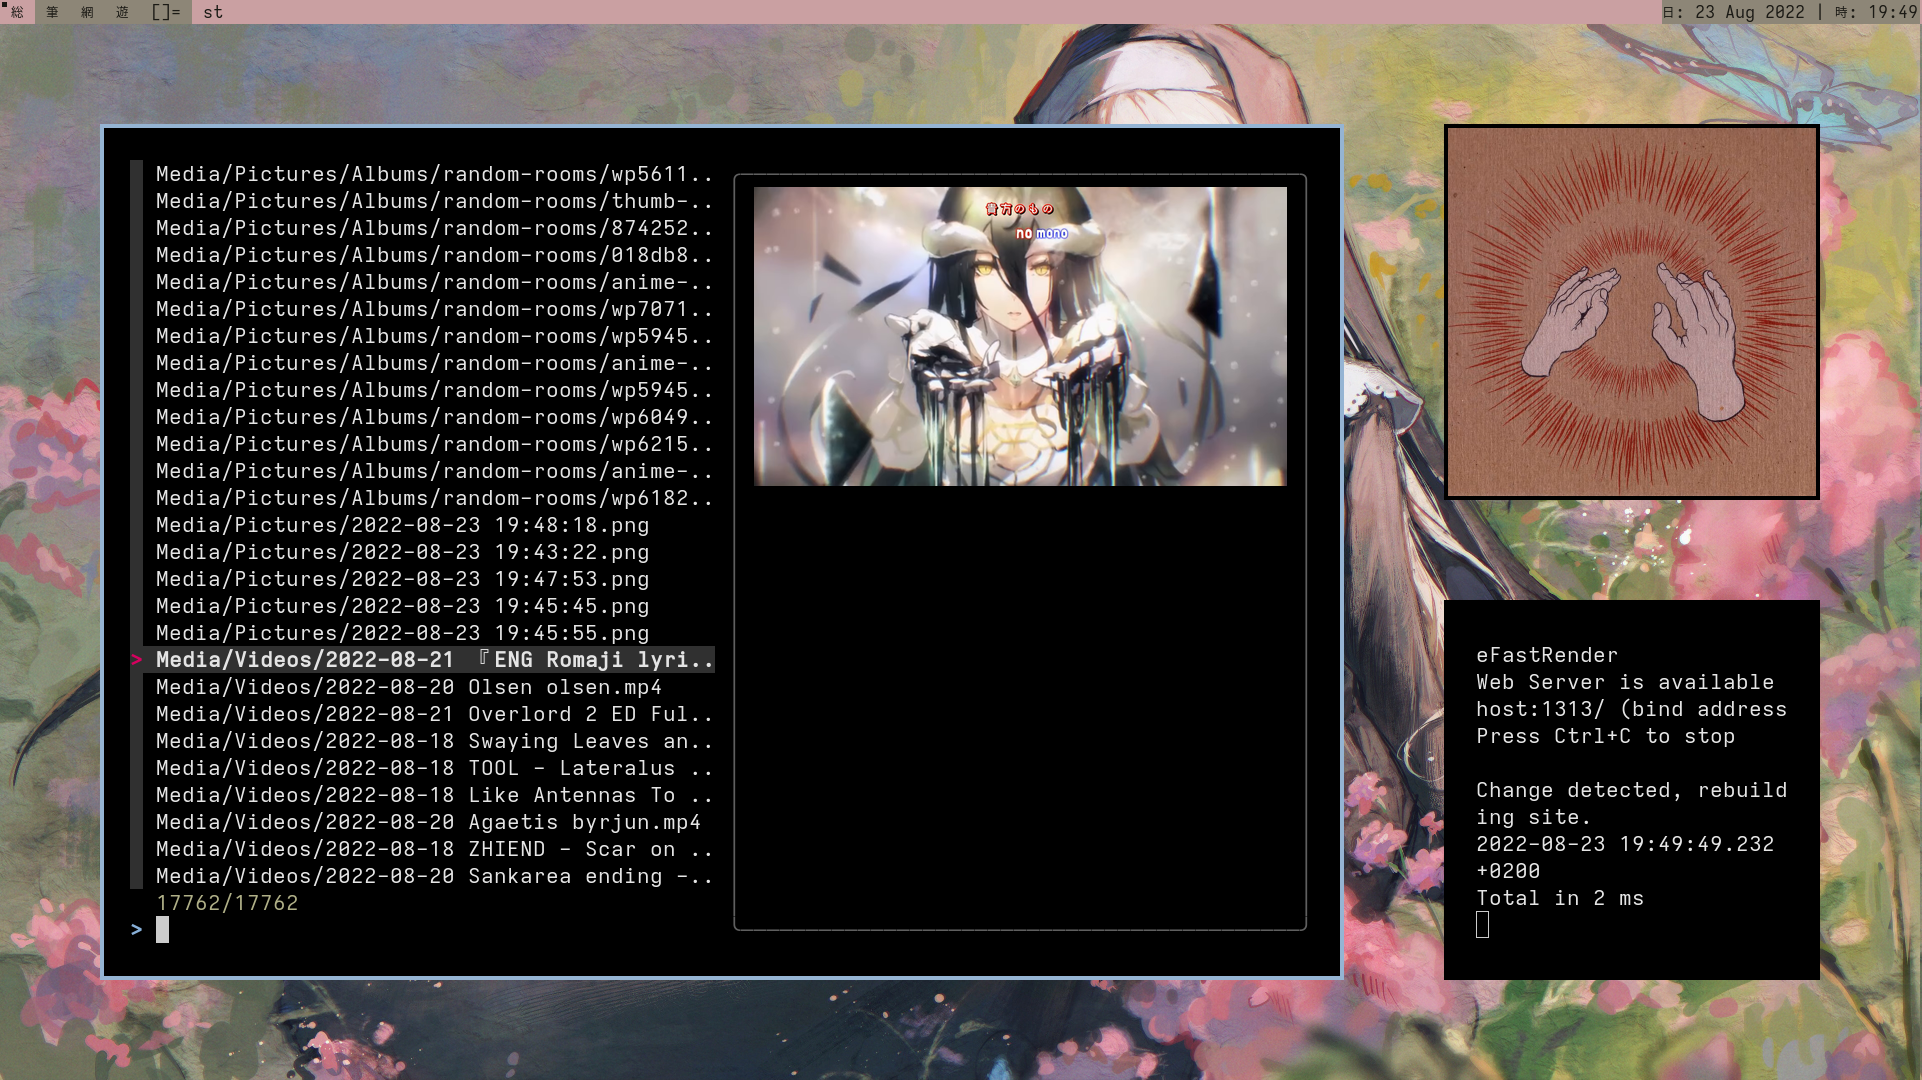 総 筆 網 遊 []= st
日: 23 Aug 2022 | 時: 19:49
Media/Pictures/Albums/random-rooms/wp5611..
Media/Pictures/Albums/random-rooms/thumb-..
Media/Pictures/Albums/random-rooms/874252..
Media/Pictures/Albums/random-rooms/018db8..
Media/Pictures/Albums/random-rooms/anime-..
Media/Pictures/Albums/random-rooms/wp7071..
Media/Pictures/Albums/random-rooms/wp5945..
Media/Pictures/Albums/random-rooms/anime-..
Media/Pictures/Albums/random-rooms/wp5945..
Media/Pictures/Albums/random-rooms/wp6049..
Media/Pictures/Albums/random-rooms/wp6215..
Media/Pictures/Albums/random-rooms/anime-..
Media/Pictures/Albums/random-rooms/wp6182..
Media/Pictures/2022-08-23 19:48:18.png
Media/Pictures/2022-08-23 19:43:22.png
Media/Pictures/2022-08-23 19:47:53.png
Media/Pictures/2022-08-23 19:45:45.png
Media/Pictures/2022-08-23 19:45:55.png
> Media/Videos/2022-08-21 『ENG Romaji lyri..
Media/Videos/2022-08-20 Olsen olsen.mp4
Media/Videos/2022-08-21 Overlord 2 ED Ful..
Media/Videos/2022-08-18 Swaying Leaves an..
Media/Videos/2022-08-18 TOOL - Lateralus ..
Media/Videos/2022-08-18 Like Antennas To ..
Media/Videos/2022-08-20 Agaetis byrjun.mp4
Media/Videos/2022-08-18 ZHIEND - Scar on ..
Media/Videos/2022-08-20 Sankarea ending -..
17762/17762
>
貴方のもの
no mono
eFastRender
Web Server is available
host:1313/ (bind address
Press Ctrl+C to stop
Change detected, rebuild
ing site.
2022-08-23 19:49:49.232
+0200
Total in 2 ms